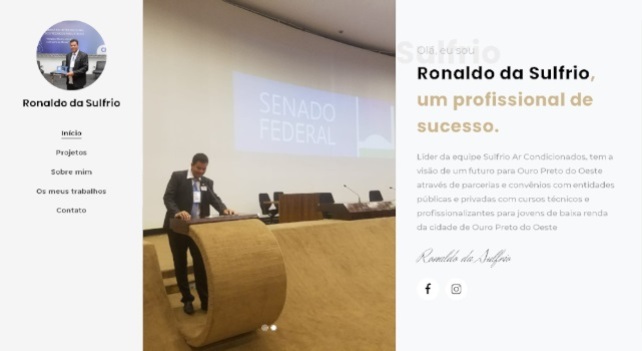 Ronaldo da Sulfrio
Início
Projetos
Sobre mim
Os meus trabalhos
Contato
SENADO
FEDERAL
Sulfrio
Olá, eu sou
Ronaldo da Sulfrio,
um profissional de
sucesso.
Líder da equipe Sulfrio Ar Condicionados, tem a
visão de um futuro para Ouro Preto do Oeste
através de parcerias e convênios com entidades
públicas e privadas com cursos técnicos e
profissionalizantes para jovens de baixa renda
da cidade de Ouro Preto do Oeste
Ronaldo da Sulfrio